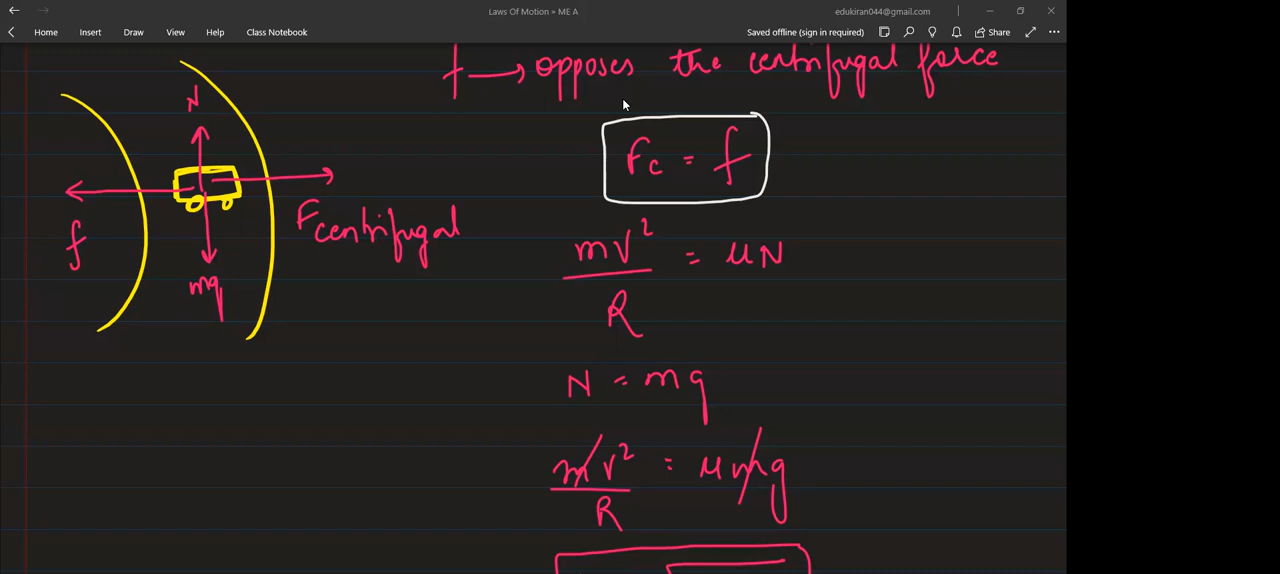 Laws Of Motion » ME A
edukiran044@gmail.com
Home Insert Draw View Help Class Notebook
Saved offline (sign in required)
Share
f → opposes the centrifugal force
N
Fc = f
f
Fcentrifugal
mg
mv²/R = μN
N = mg
mv²/R = μmg